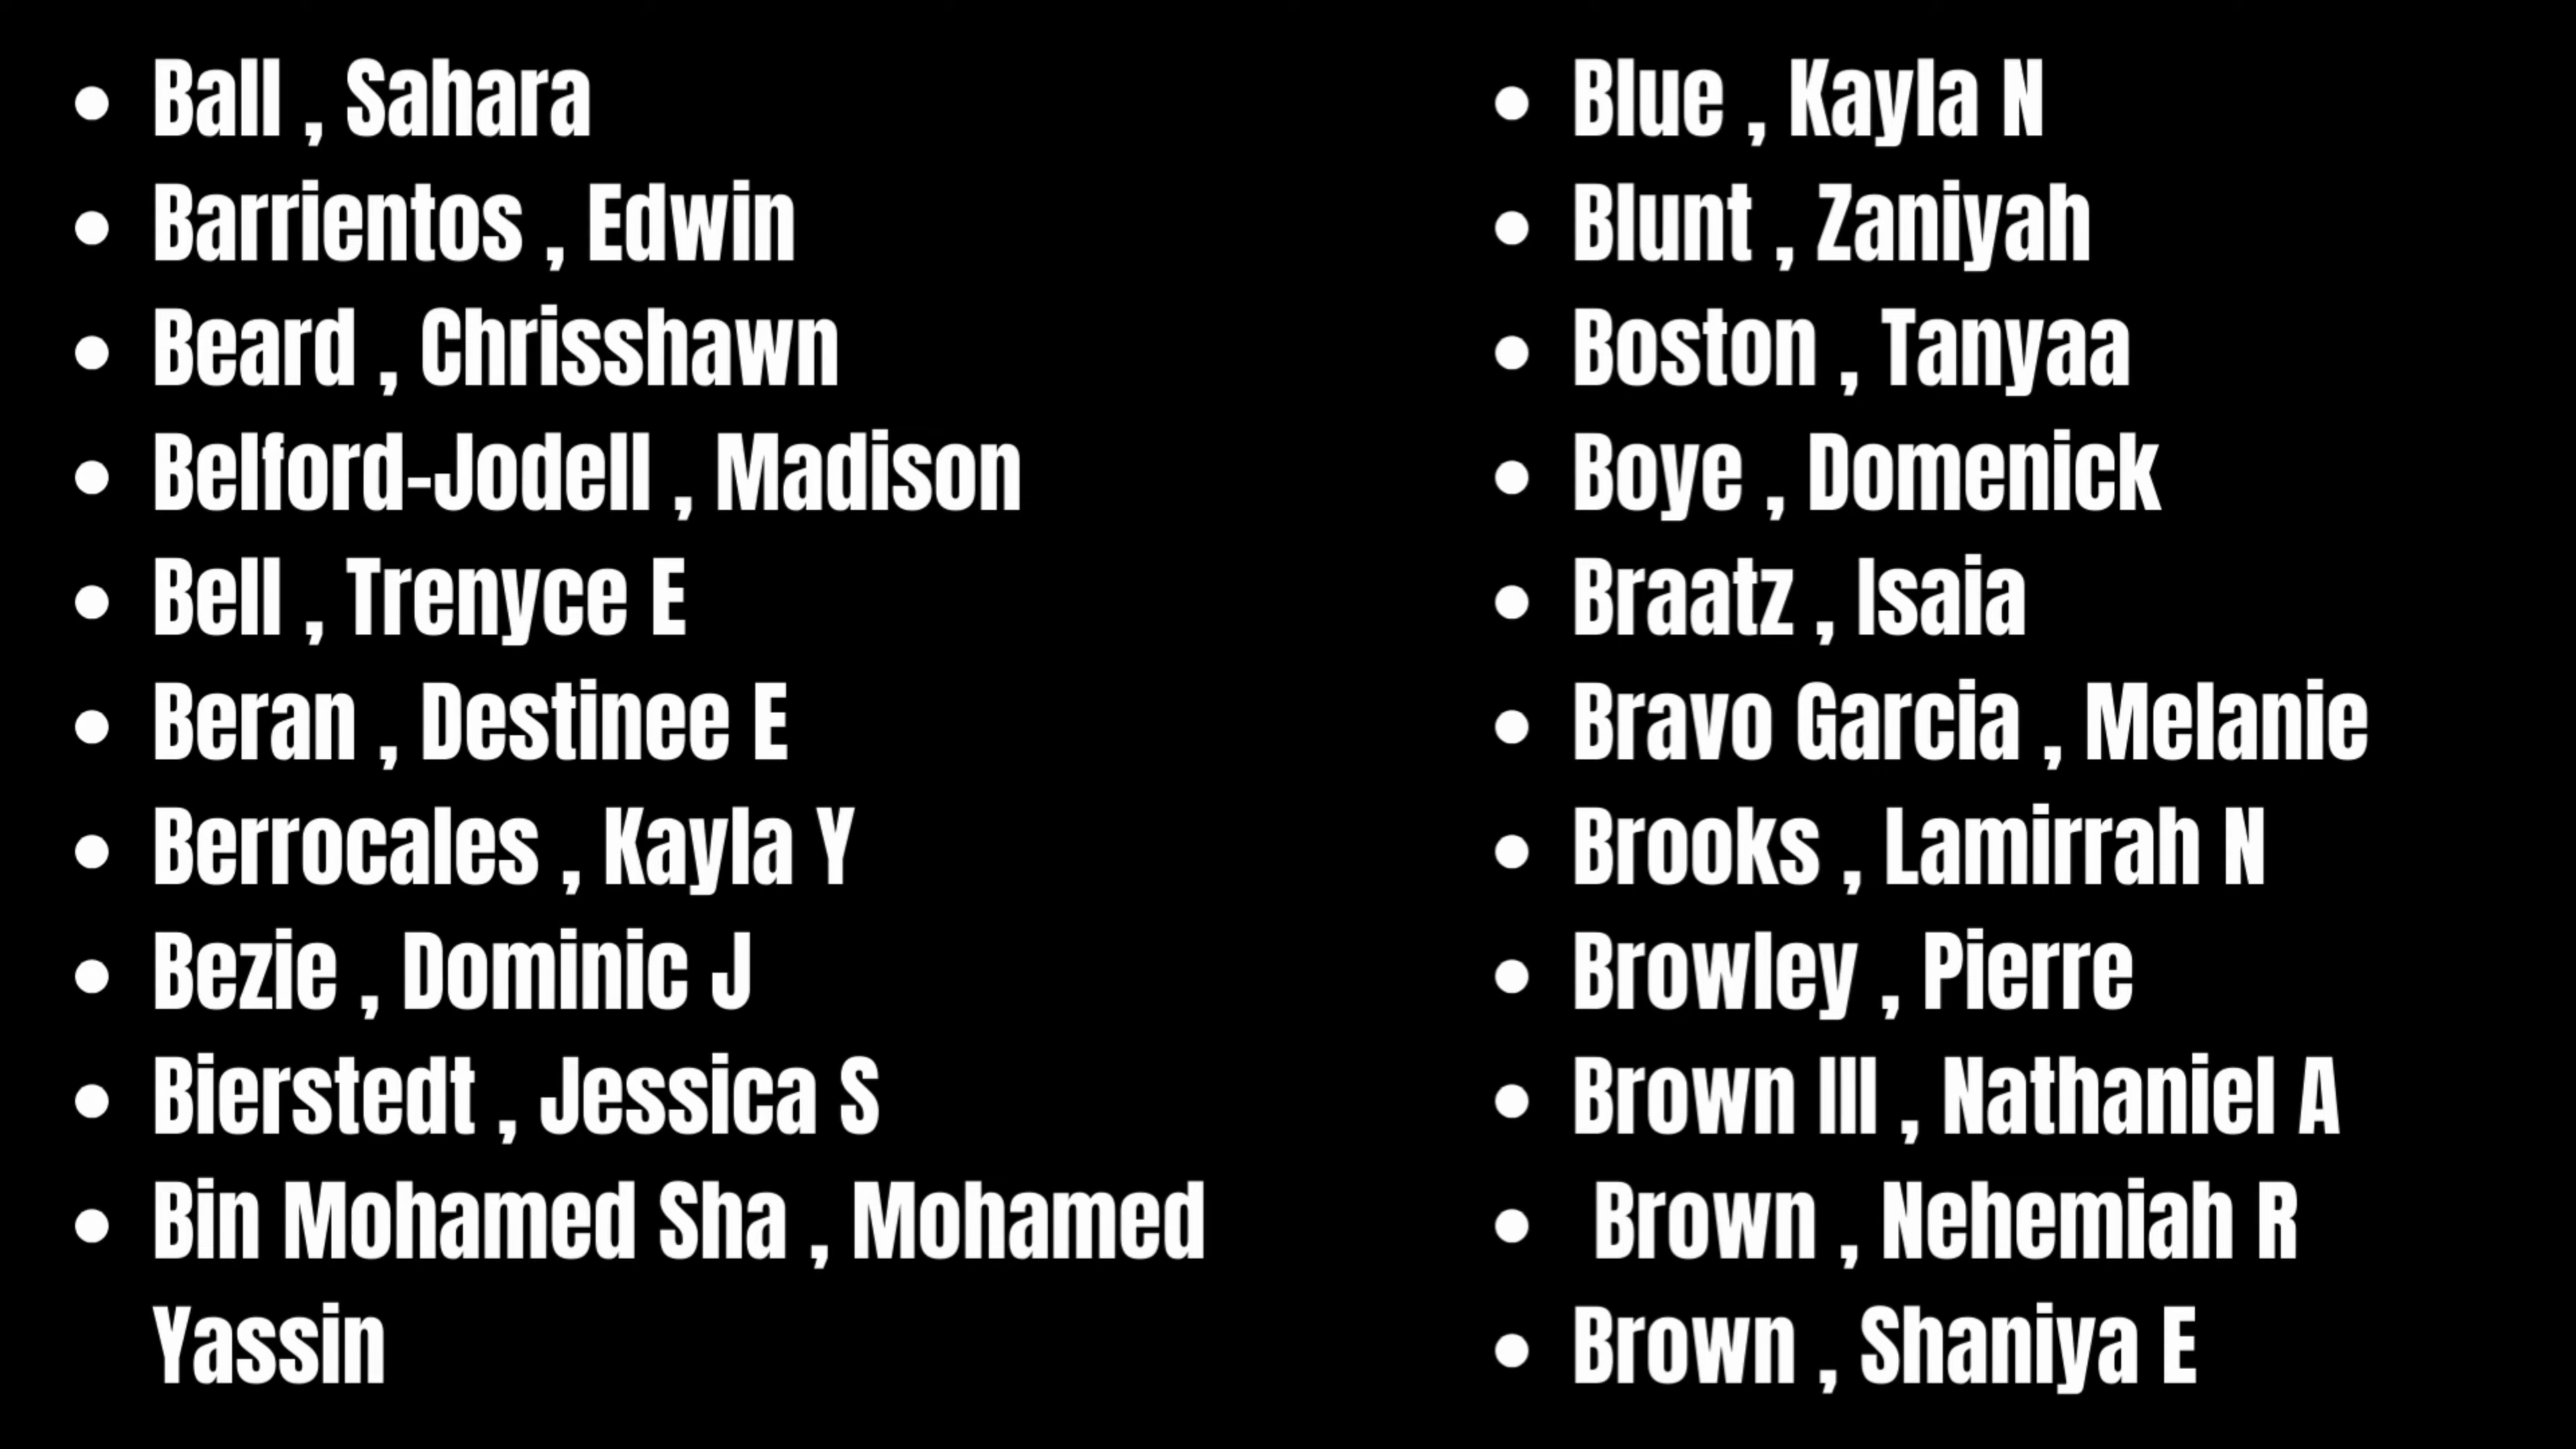 • Ball , Sahara
• Barrientos , Edwin
• Beard , Chrisshawn
• Belford-Jodell , Madison
• Bell , Trenyce E
• Beran , Destinee E
• Berrocales , Kayla Y
• Bezie , Dominic J
• Bierstedt , Jessica S
• Bin Mohamed Sha , Mohamed
Yassin
• Blue , Kayla N
• Blunt , Zaniyah
• Boston , Tanyaa
• Boye , Domenick
• Braatz , Isaia
• Bravo Garcia , Melanie
• Brooks , Lamirrah N
• Browley , Pierre
• Brown III , Nathaniel A
• Brown , Nehemiah R
• Brown , Shaniya E